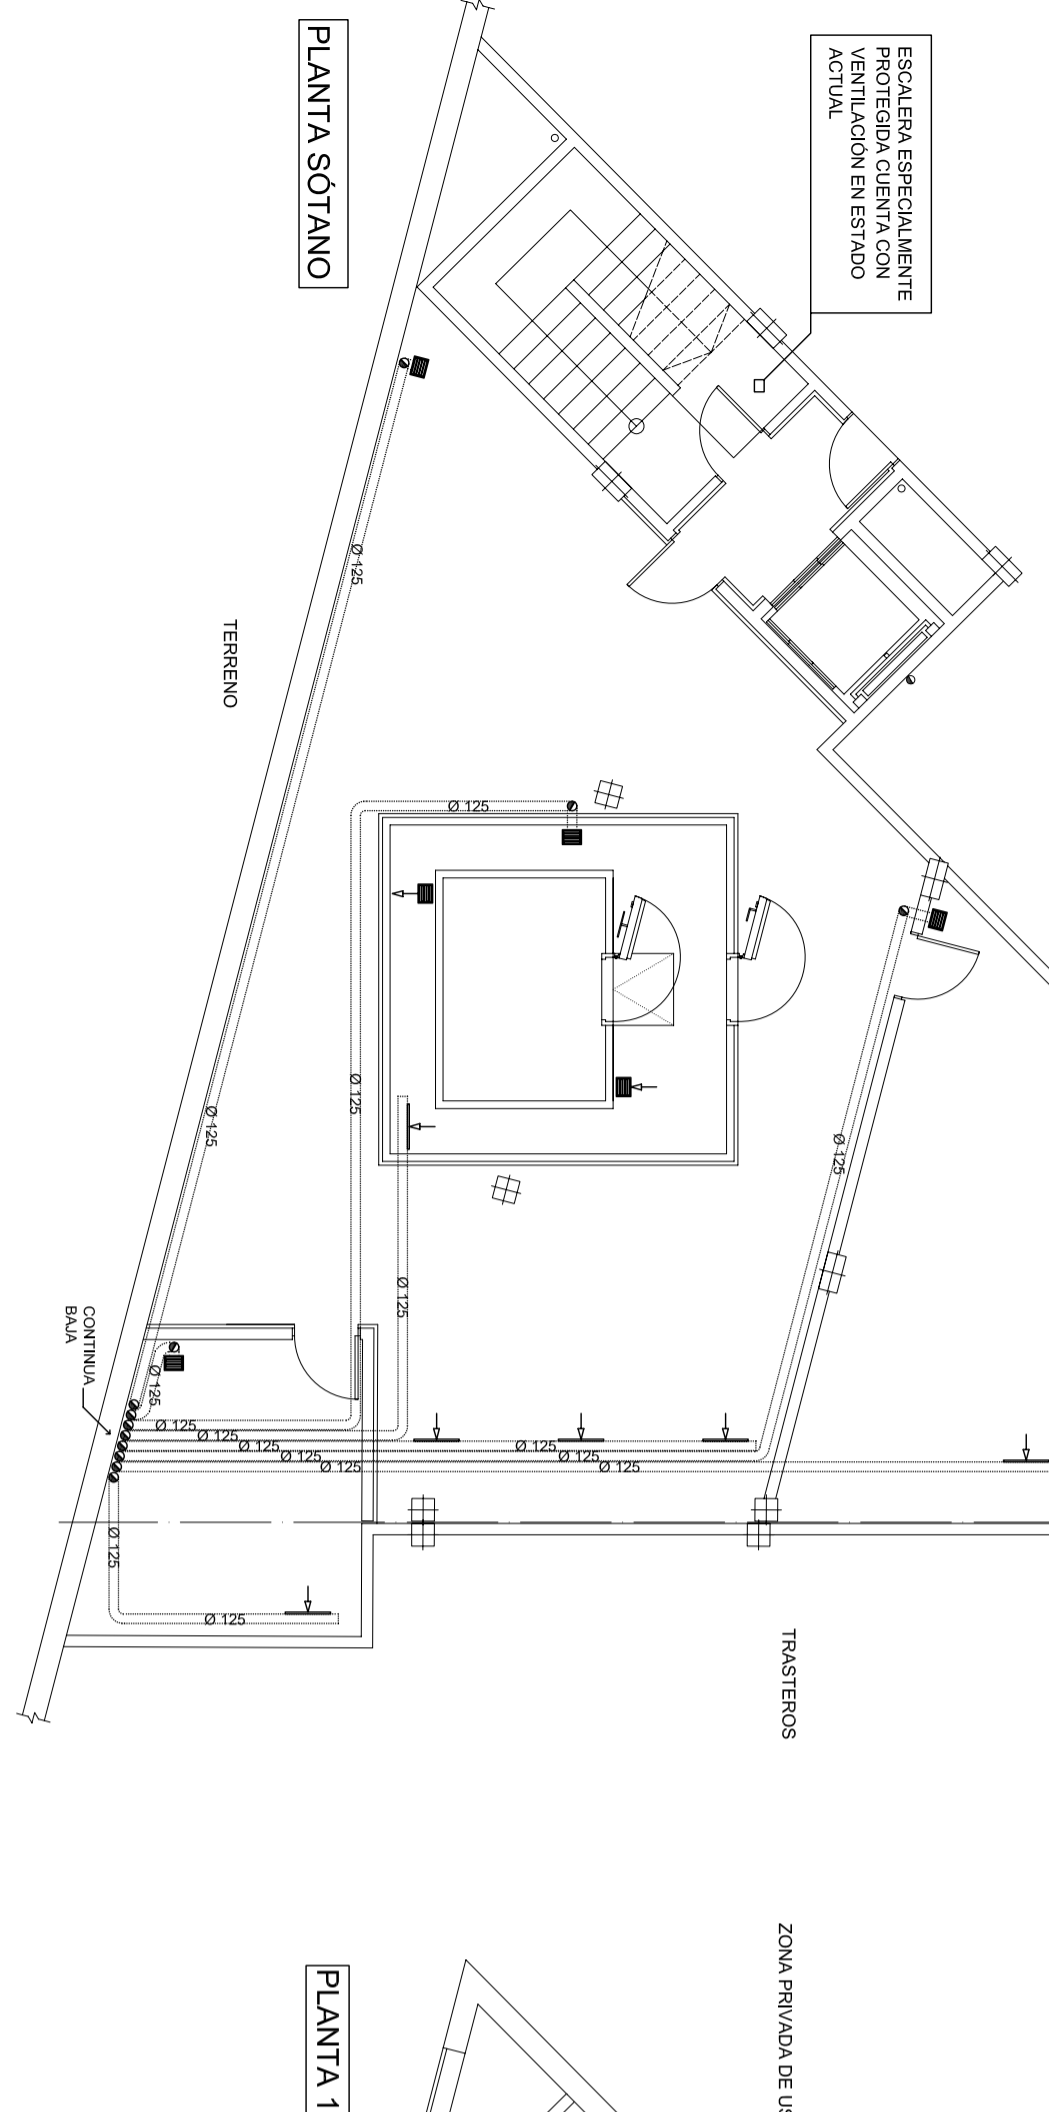 ESCALERA ESPECIALMENTE
PROTEGIDA CUENTA CON
VENTILACIÓN EN ESTADO
ACTUAL
PLANTA SÓTANO
Ø 125
TERRENO
Ø 125
Ø 125
Ø 125
Ø 125
Ø 125
CONTINUA
BAJA
Ø 125
Ø 125
Ø 125
Ø 125
Ø 125
Ø 125
Ø 125
Ø 125
Ø 125
Ø 125
Ø 125
TRASTEROS
ZONA PRIVADA DE US
PLANTA 1